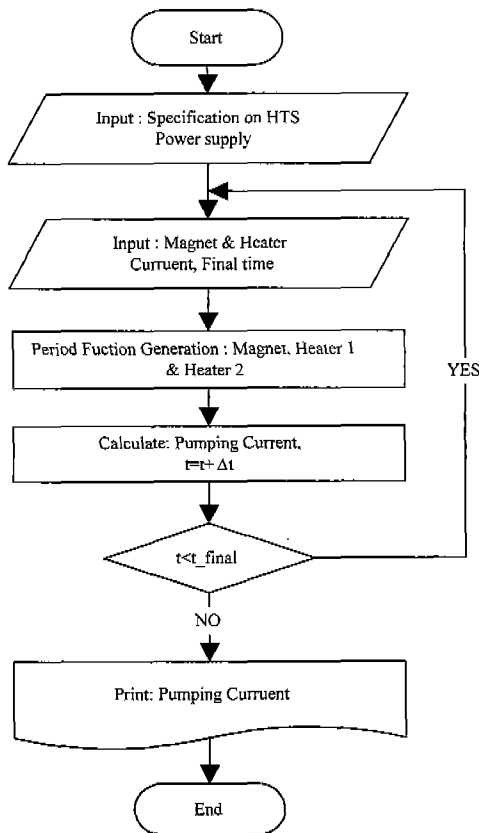 Start
Input : Specification on HTS
Power supply
Input : Magnet & Heater
Curruent, Final time
Period Fuction Generation : Magnet, Heater 1
& Heater 2
YES
Calculate: Pumping Current,
t=t+Δt
t<t_final
NO
Print: Pumping Curruent
End